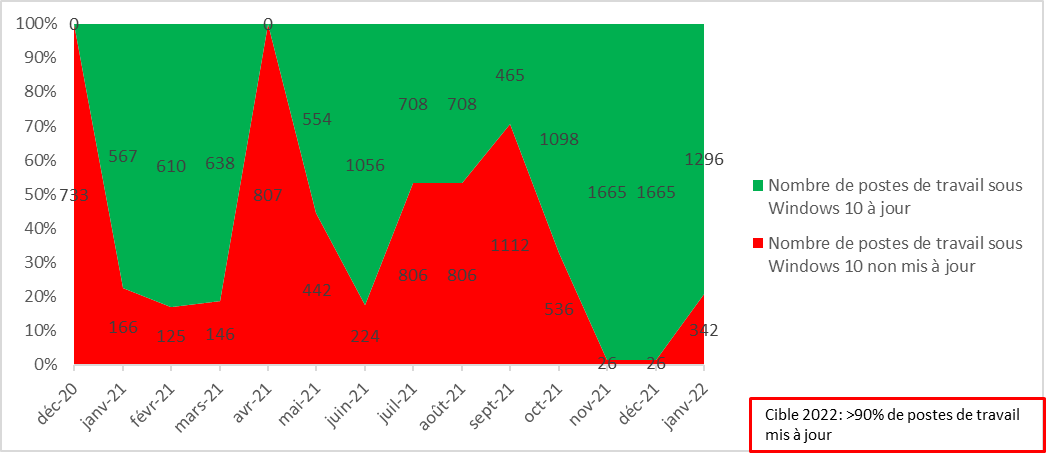 100%
90%
80%
70%
60%
50%
40%
30%
20%
10%
0%
0
0
567
610
638
554
1056
708
708
465
1098
1665
1665
1296
733
166
125
146
807
442
224
806
806
1112
536
26
26
342
déc-20
janv-21
févr-21
mars-21
avr-21
mai-21
juin-21
juil-21
août-21
sept-21
oct-21
nov-21
déc-21
janv-22
Nombre de postes de travail sous
Windows 10 à jour
Nombre de postes de travail sous
Windows 10 non mis à jour
Cible 2022: >90% de postes de travail
mis à jour